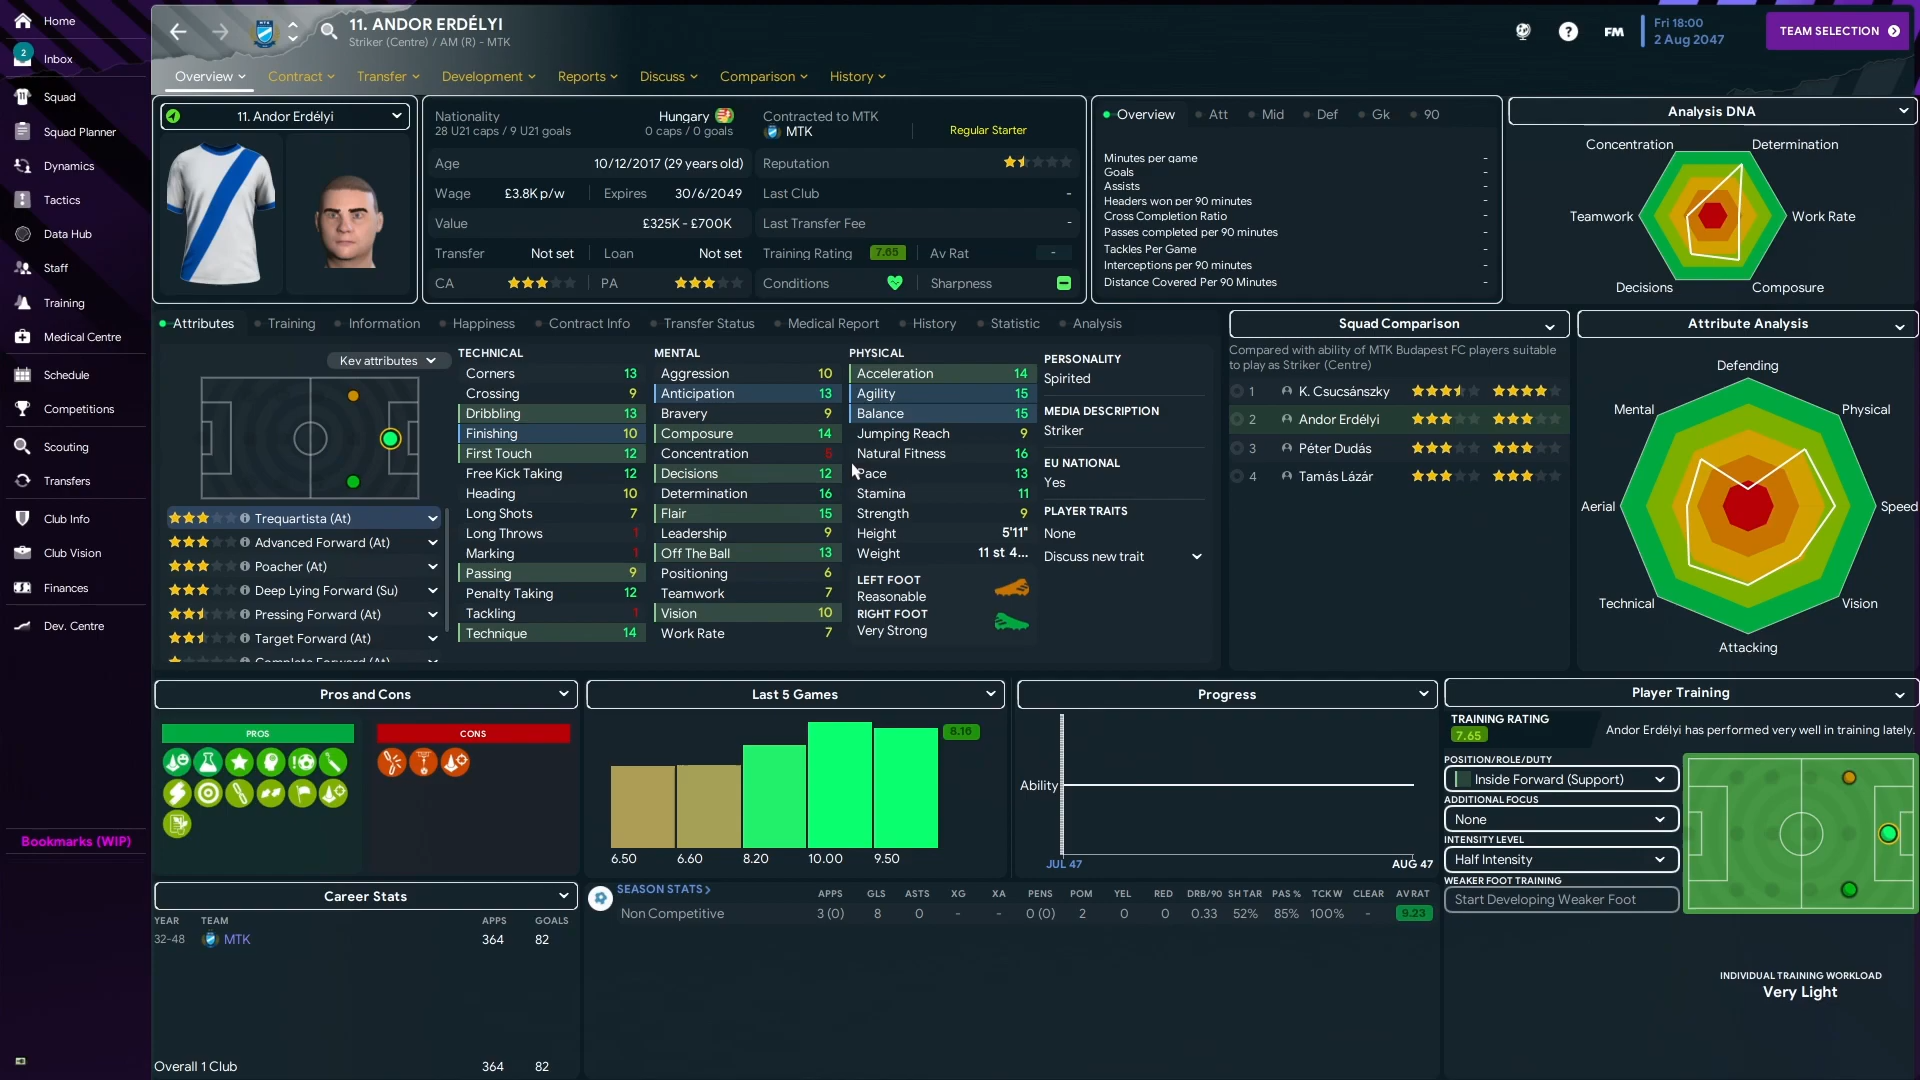 Home
2
Inbox
Squad
Squad Planner
Dynamics
Tactics
Data Hub
Staff
Training
Medical Centre
Schedule
Competitions
Scouting
Transfers
Club Info
Club Vision
Finances
Dev. Centre
Bookmarks (WIP)
11. ANDOR ERDÉLYI
Striker (Centre) / AM (R) - MTK
FM
Fri 18:00
2 Aug 2047
TEAM SELECTION
Overview Contract Transfer Development Reports Discuss Comparison History
11. Andor Erdélyi
Nationality Hungary
28 U21 caps / 9 U21 goals 0 caps / 0 goals
Age 10/12/2017 (29 years old)
Wage £3.8K p/w Expires 30/6/2049
Value £325K - £700K
Transfer Not set Loan Not set
CA PA
Contracted to MTK
MTK Regular Starter
Reputation
Last Club -
Last Transfer Fee -
Training Rating 7.65 Av Rat -
Conditions Sharpness
Overview Att Mid Def Gk 90
Minutes per game -
Goals -
Assists -
Headers won per 90 minutes -
Cross Completion Ratio -
Passes completed per 90 minutes -
Tackles Per Game -
Interceptions per 90 minutes -
Distance Covered Per 90 Minutes -
Analysis DNA
Concentration Determination
Teamwork Work Rate
Decisions Composure
Attributes Training Information Happiness Contract Info Transfer Status Medical Report History Statistic Analysis
Key attributes
Trequartista (At)
Advanced Forward (At)
Poacher (At)
Deep Lying Forward (Su)
Pressing Forward (At)
Target Forward (At)
Complete Forward (At)
TECHNICAL
Corners 13
Crossing 9
Dribbling 13
Finishing 10
First Touch 12
Free Kick Taking 12
Heading 10
Long Shots 7
Long Throws 1
Marking 1
Passing 9
Penalty Taking 12
Tackling 1
Technique 14
MENTAL
Aggression 10
Anticipation 13
Bravery 9
Composure 14
Concentration 5
Decisions 12
Determination 16
Flair 15
Leadership 9
Off The Ball 13
Positioning 6
Teamwork 7
Vision 10
Work Rate 7
PHYSICAL
Acceleration 14
Agility 15
Balance 15
Jumping Reach 9
Natural Fitness 16
Pace 13
Stamina 11
Strength 9
Height 5'11"
Weight 11 st 4...
LEFT FOOT
Reasonable
RIGHT FOOT
Very Strong
PERSONALITY
Spirited
MEDIA DESCRIPTION
Striker
EU NATIONAL
Yes
PLAYER TRAITS
None
Discuss new trait
Squad Comparison
Compared with ability of MTK Budapest FC players suitable
to play as Striker (Centre)
1 K. Csucsánszky
2 Andor Erdélyi
3 Péter Dudás
4 Tamás Lázár
Attribute Analysis
Defending
Mental Physical
Aerial Speed
Technical Vision
Attacking
Pros and Cons
PROS CONS
Last 5 Games
8.16
6.50 6.60 8.20 10.00 9.50
Progress
Ability
JUL 47 AUG 47
Player Training
TRAINING RATING
7.65
Andor Erdélyi has performed very well in training lately.
POSITION/ROLE/DUTY
Inside Forward (Support)
ADDITIONAL FOCUS
None
INTENSITY LEVEL
Half Intensity
WEAKER FOOT TRAINING
Start Developing Weaker Foot
INDIVIDUAL TRAINING WORKLOAD
Very Light
Career Stats
YEAR TEAM APPS GOALS
32-48 MTK 364 82
Overall 1 Club 364 82
SEASON STATS APPS GLS ASTS XG XA PENS POM YEL RED DRB/90 SH TAR PAS % TCK W CLEAR AV RAT
Non Competitive 3 (0) 8 0 - - 0 (0) 2 0 0 0.33 52% 85% 100% - 9.23